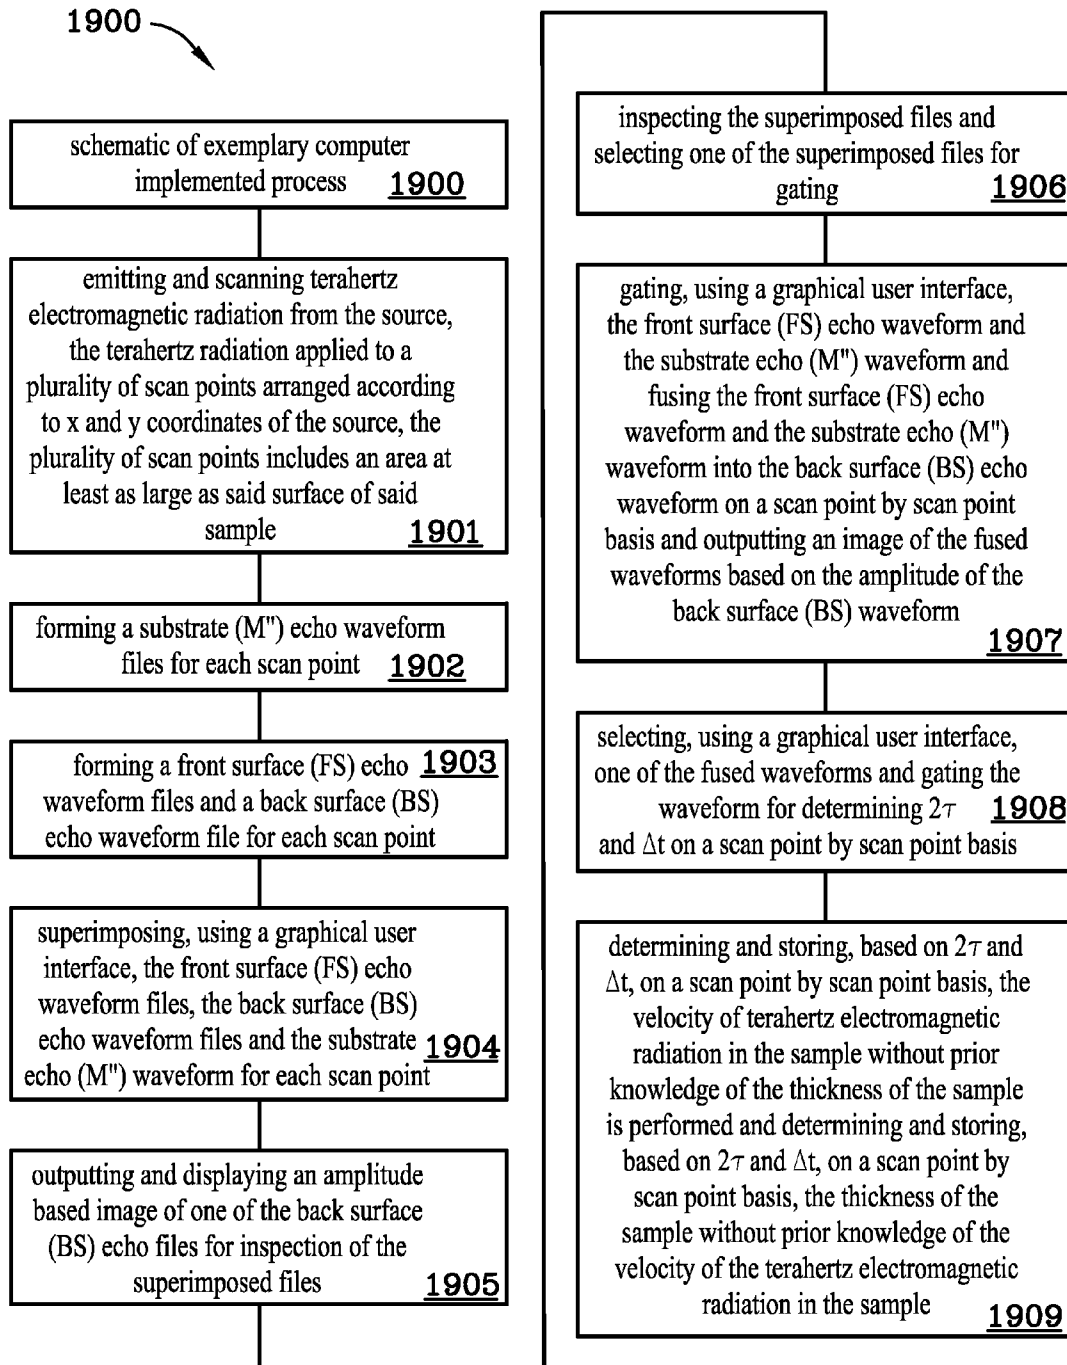 1900
schematic of exemplary computer
implemented process 1900
emitting and scanning terahertz
electromagnetic radiation from the source,
the terahertz radiation applied to a
plurality of scan points arranged according
to x and y coordinates of the source, the
plurality of scan points includes an area at
least as large as said surface of said
sample 1901
forming a substrate (M") echo waveform
files for each scan point 1902
forming a front surface (FS) echo 1903
waveform files and a back surface (BS)
echo waveform file for each scan point
superimposing, using a graphical user
interface, the front surface (FS) echo
waveform files, the back surface (BS)
echo waveform files and the substrate 1904
echo (M") waveform for each scan point
outputting and displaying an amplitude
based image of one of the back surface
(BS) echo files for inspection of the
superimposed files 1905
inspecting the superimposed files and
selecting one of the superimposed files for
gating 1906
gating, using a graphical user interface,
the front surface (FS) echo waveform and
the substrate echo (M") waveform and
fusing the front surface (FS) echo
waveform and the substrate echo (M")
waveform into the back surface (BS) echo
waveform on a scan point by scan point
basis and outputting an image of the fused
waveforms based on the amplitude of the
back surface (BS) waveform
1907
selecting, using a graphical user interface,
one of the fused waveforms and gating the
waveform for determining 2τ 1908
and Δt on a scan point by scan point basis
determining and storing, based on 2τ and
Δt, on a scan point by scan point basis, the
velocity of terahertz electromagnetic
radiation in the sample without prior
knowledge of the thickness of the sample
is performed and determining and storing,
based on 2τ and Δt, on a scan point by
scan point basis, the thickness of the
sample without prior knowledge of the
velocity of the terahertz electromagnetic
radiation in the sample 1909